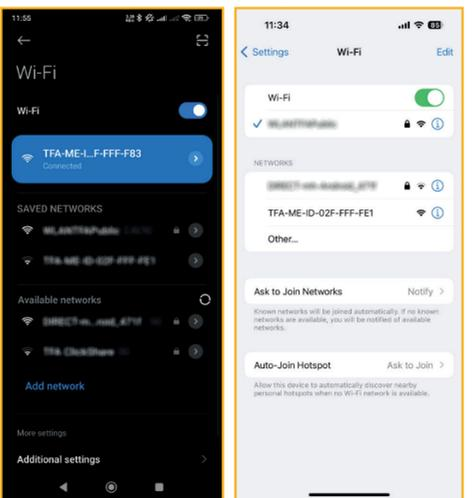 11:55
Wi-Fi
Wi-Fi
TFA-ME-I...F-FFF-F83
Connected
SAVED NETWORKS
Available networks
Add network
More settings
Additional settings
11:34
85
Settings
Wi-Fi
Edit
Wi-Fi
NETWORKS
TFA-ME-ID-02F-FFF-FE1
Other...
Ask to Join Networks
Notify
Known networks will be joined automatically. If no known
networks are available, you will be notified of available
networks.
Auto-Join Hotspot
Ask to Join
Allow this device to automatically discover nearby
personal hotspots when no Wi-Fi network is available.